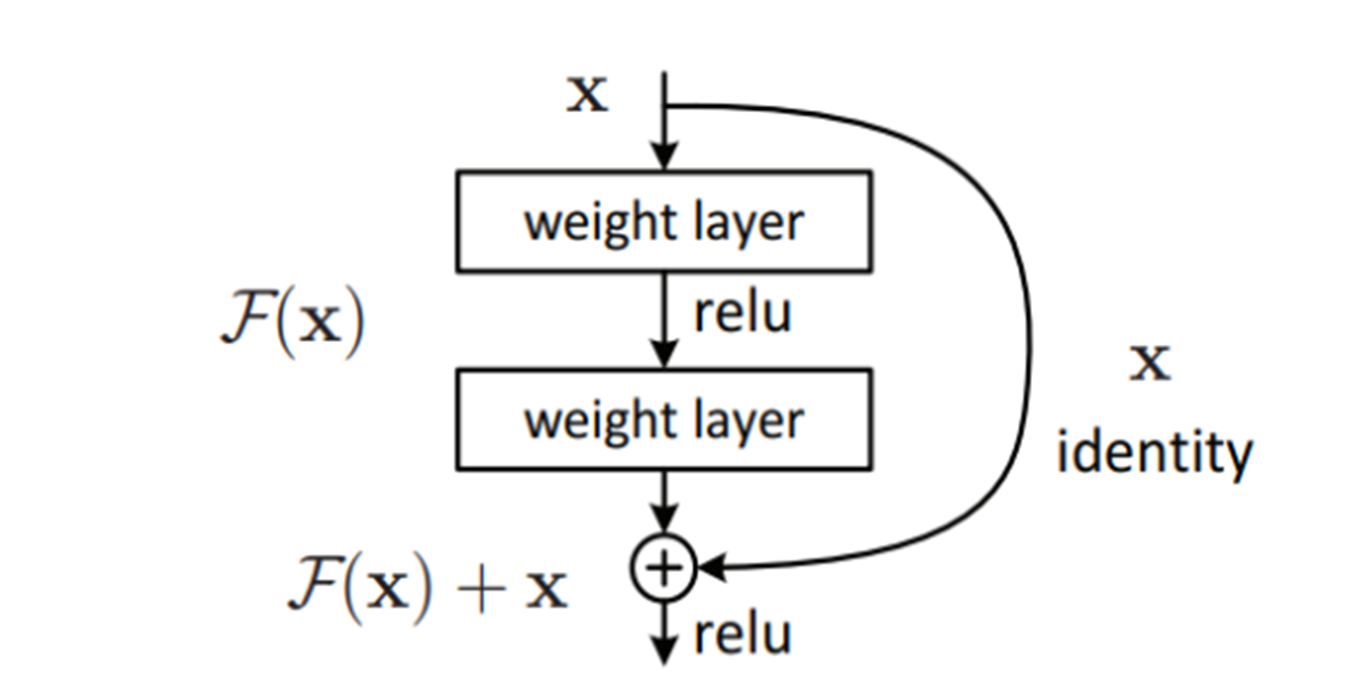 x
weight layer
relu
F(x)
weight layer
x
identity
F(x) + x
relu